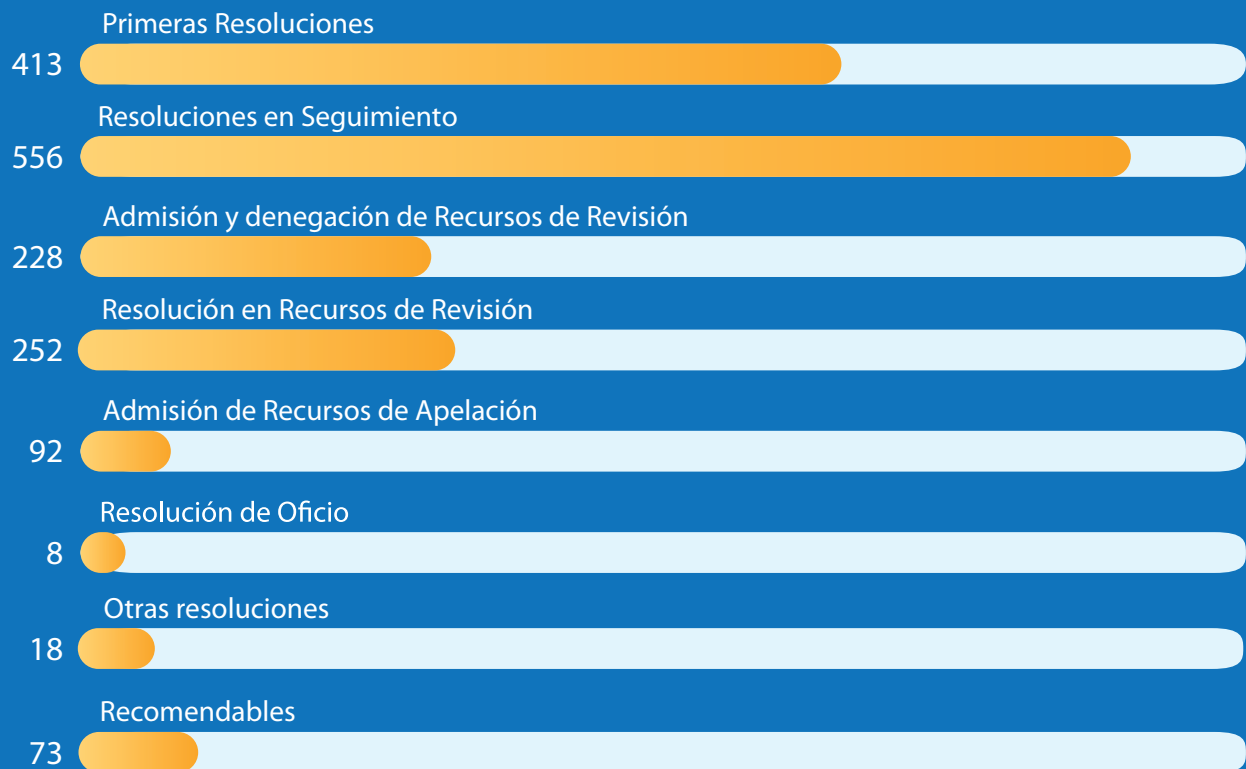 Primeras Resoluciones
413
Resoluciones en Seguimiento
556
Admisión y denegación de Recursos de Revisión
228
Resolución en Recursos de Revisión
252
Admisión de Recursos de Apelación
92
Resolución de Oficio
8
Otras resoluciones
18
Recomendables
73